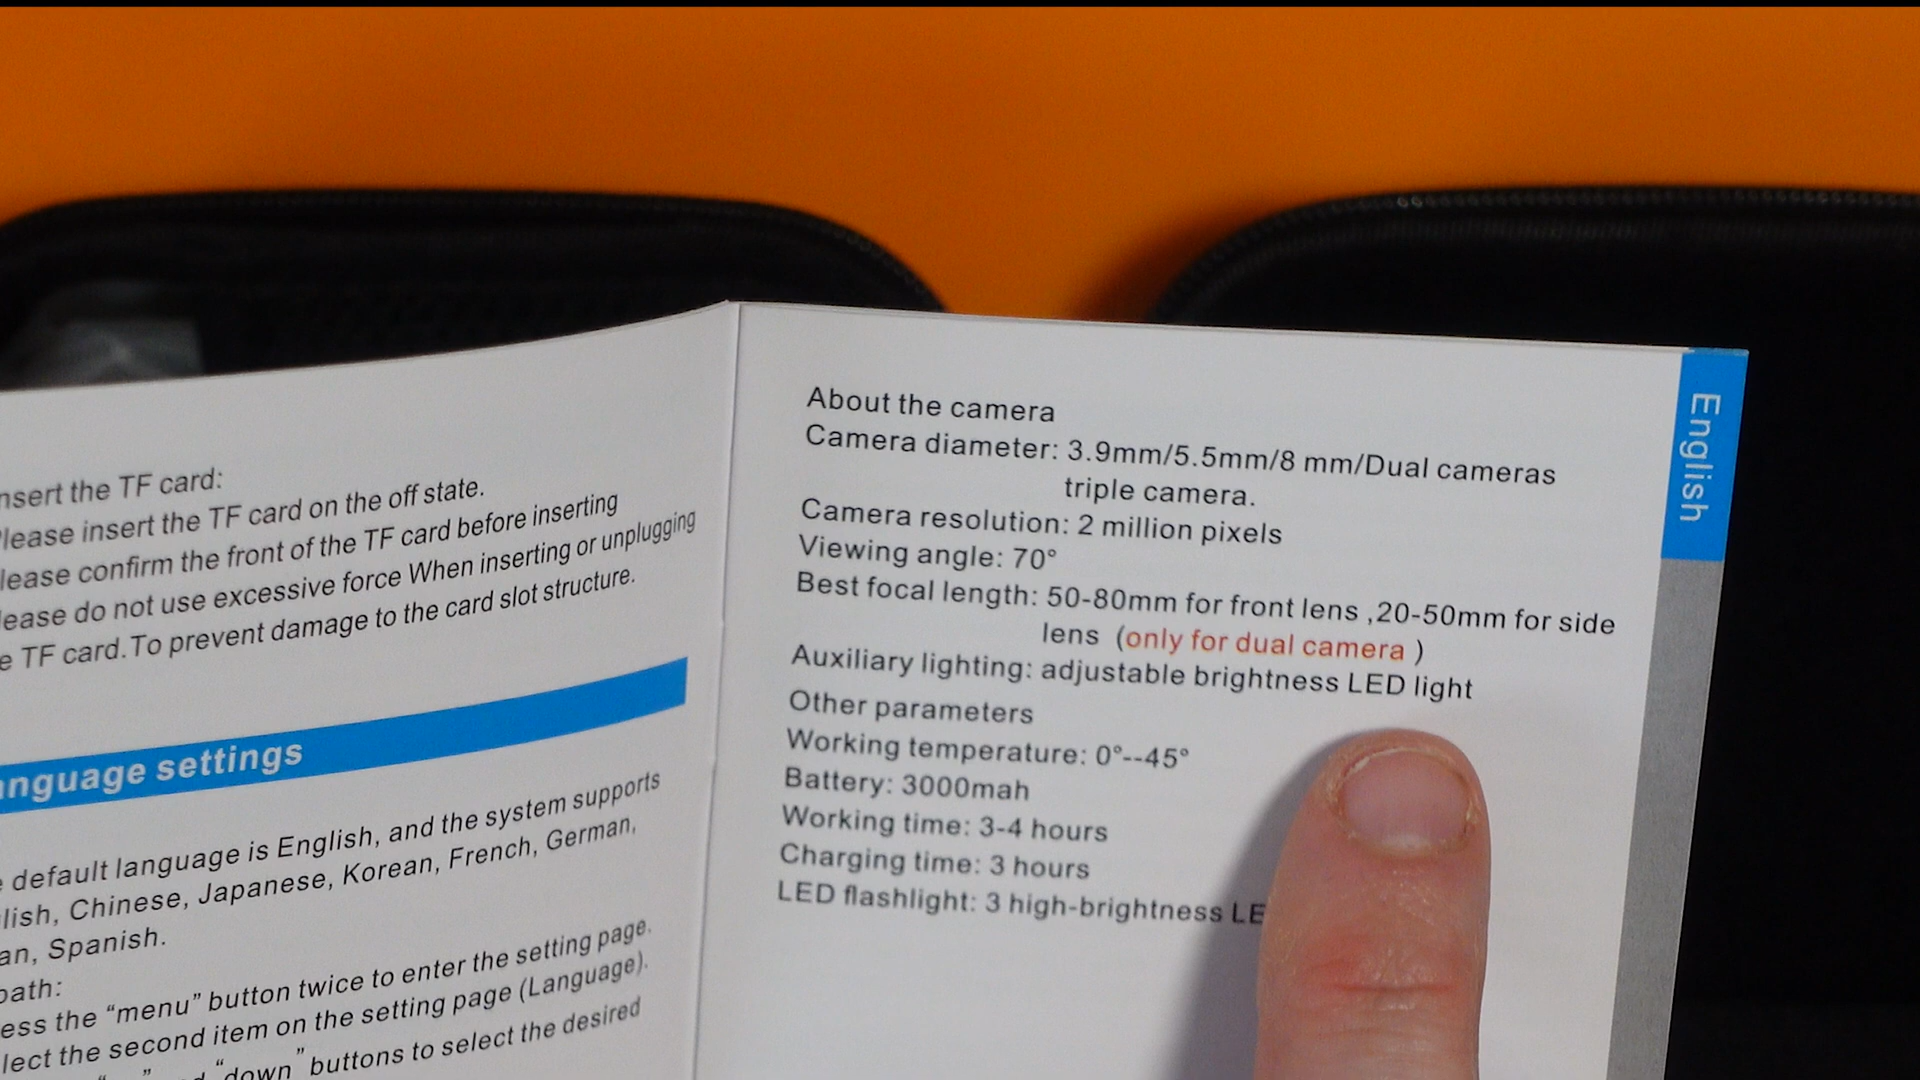 nsert the TF card:
lease insert the TF card on the off state.
lease confirm the front of the TF card before inserting
lease do not use excessive force When inserting or unplugging
e TF card.To prevent damage to the card slot structure.
nguage settings
default language is English, and the system supports
lish, Chinese, Japanese, Korean, French, German,
an, Spanish.
path:
ess the “menu” button twice to enter the setting page.
lect the second item on the setting page (Language).
“down” buttons to select the desired
About the camera
Camera diameter: 3.9mm/5.5mm/8 mm/Dual cameras
triple camera.
Camera resolution: 2 million pixels
Viewing angle: 70°
Best focal length: 50-80mm for front lens ,20-50mm for side
lens (only for dual camera )
Auxiliary lighting: adjustable brightness LED light
Other parameters
Working temperature: 0°--45°
Battery: 3000mah
Working time: 3-4 hours
Charging time: 3 hours
LED flashlight: 3 high-brightness LE
English